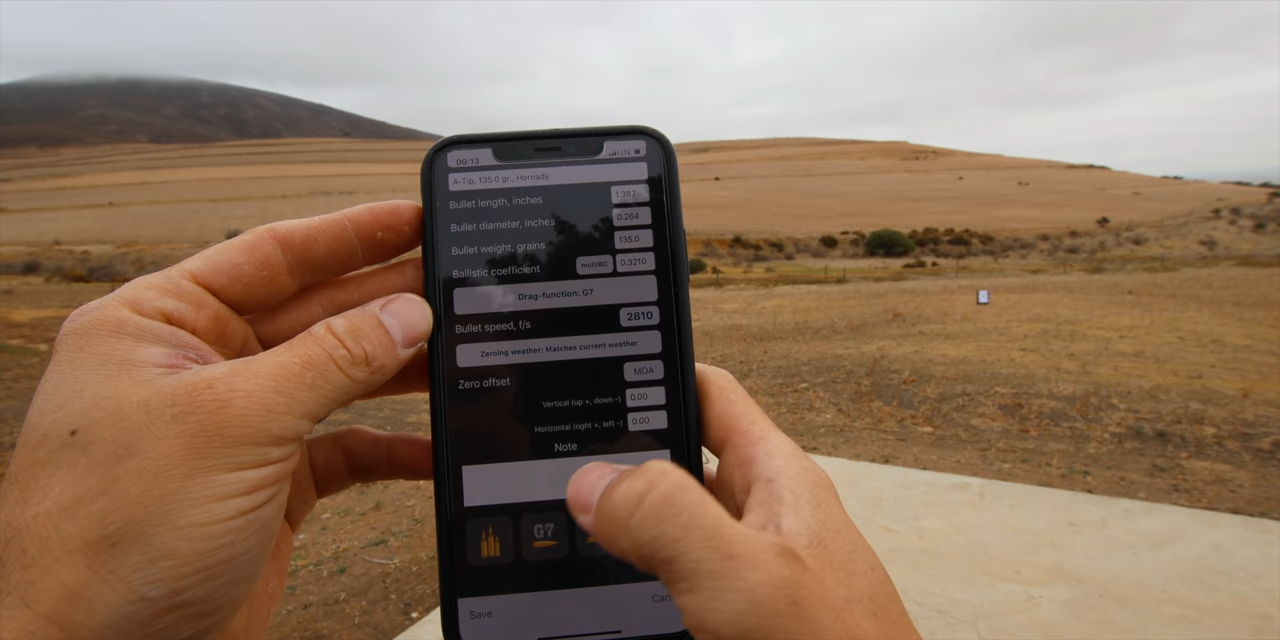 09:13 LTE
A-Tip, 135.0 gr., Hornady
Bullet length, inches 1.387
Bullet diameter, inches 0.264
Bullet weight, grains 135.0
Ballistic coefficient multiBC 0.3210
Drag-function: G7
Bullet speed, f/s 2810
Zeroing weather: Matches current weather
Zero offset MOA
Vertical (up +, down -) 0.00
Horizontal (right +, left -) 0.00
Note
G7
Save